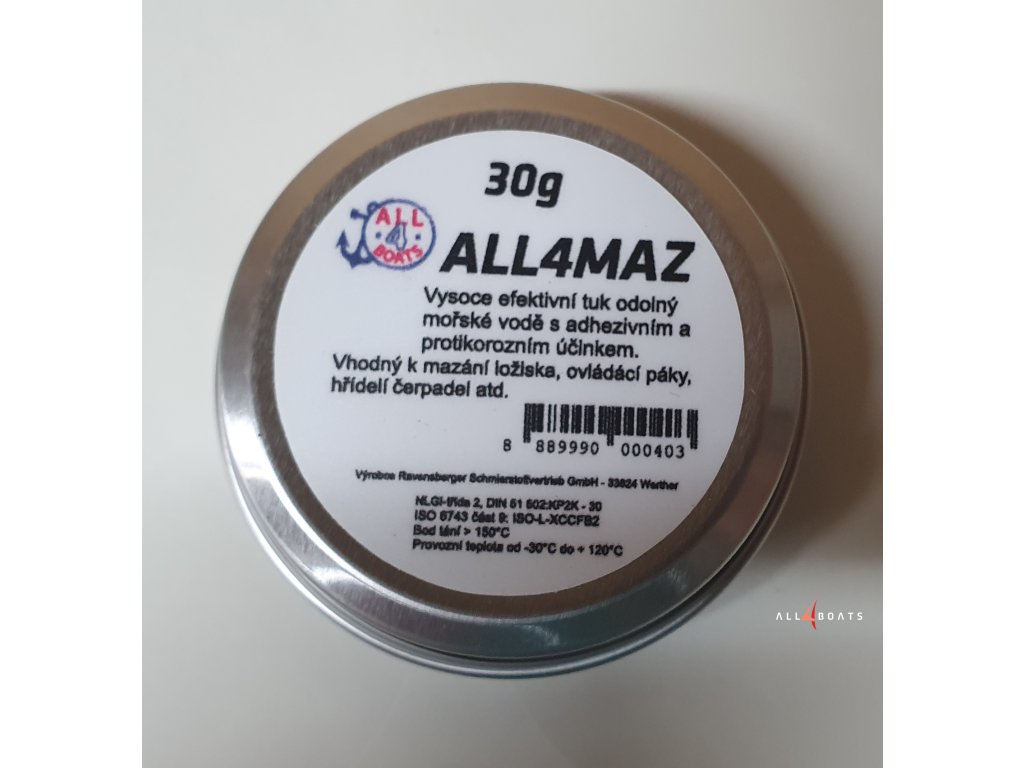 30g
ALL
4
BOATS
ALL4MAZ
Vysoce efektivní tuk odolný
mořské vodě s adhezivním a
protikorozním účinkem.
Vhodný k mazání ložiska, ovládácí páky,
hřídelí čerpadel atd.
8 889990 000403
Výrobce Ravensberger Schmierstoffvertrieb GmbH - 33824 Werther
NLGI-třída 2, DIN 51 502:KP2K - 30
ISO 6743 část 9: ISO-L-XCCFB2
Bod tání > 150°C
Provozní teplota od -30°C do + 120°C
ALL4BOATS